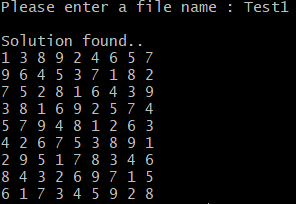 Please enter a file name : Test1
Solution found..
1 3 8 9 2 4 6 5 7
9 6 4 5 3 7 1 8 2
7 5 2 8 1 6 4 3 9
3 8 1 6 9 2 5 7 4
5 7 9 4 8 1 2 6 3
4 2 6 7 5 3 8 9 1
2 9 5 1 7 8 3 4 6
8 4 3 2 6 9 7 1 5
6 1 7 3 4 5 9 2 8